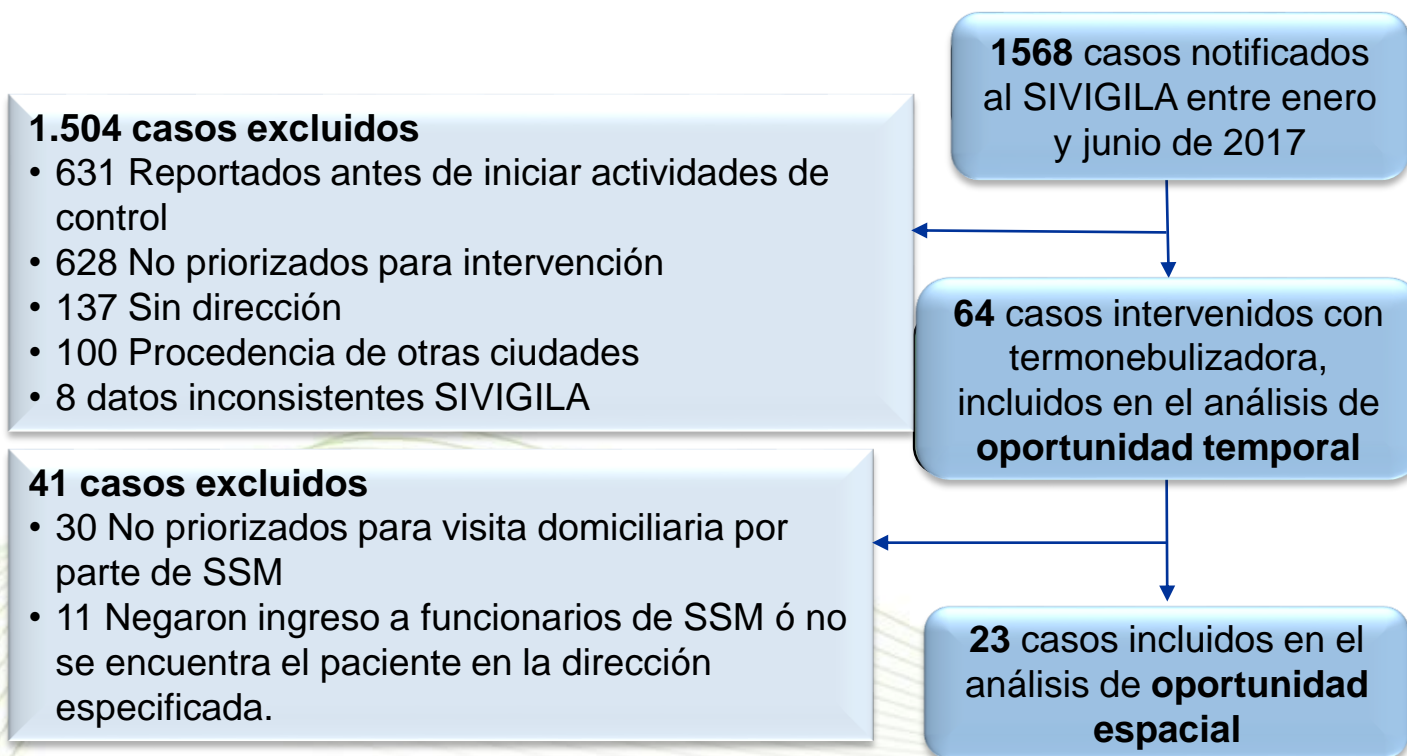 1568 casos notificados
al SIVIGILA entre enero
y junio de 2017
1.504 casos excluidos
• 631 Reportados antes de iniciar actividades de
control
• 628 No priorizados para intervención
• 137 Sin dirección
• 100 Procedencia de otras ciudades
• 8 datos inconsistentes SIVIGILA
64 casos intervenidos con
termonebulizadora,
incluidos en el análisis de
oportunidad temporal
41 casos excluidos
• 30 No priorizados para visita domiciliaria por
parte de SSM
• 11 Negaron ingreso a funcionarios de SSM ó no
se encuentra el paciente en la dirección
especificada.
23 casos incluidos en el
análisis de oportunidad
espacial